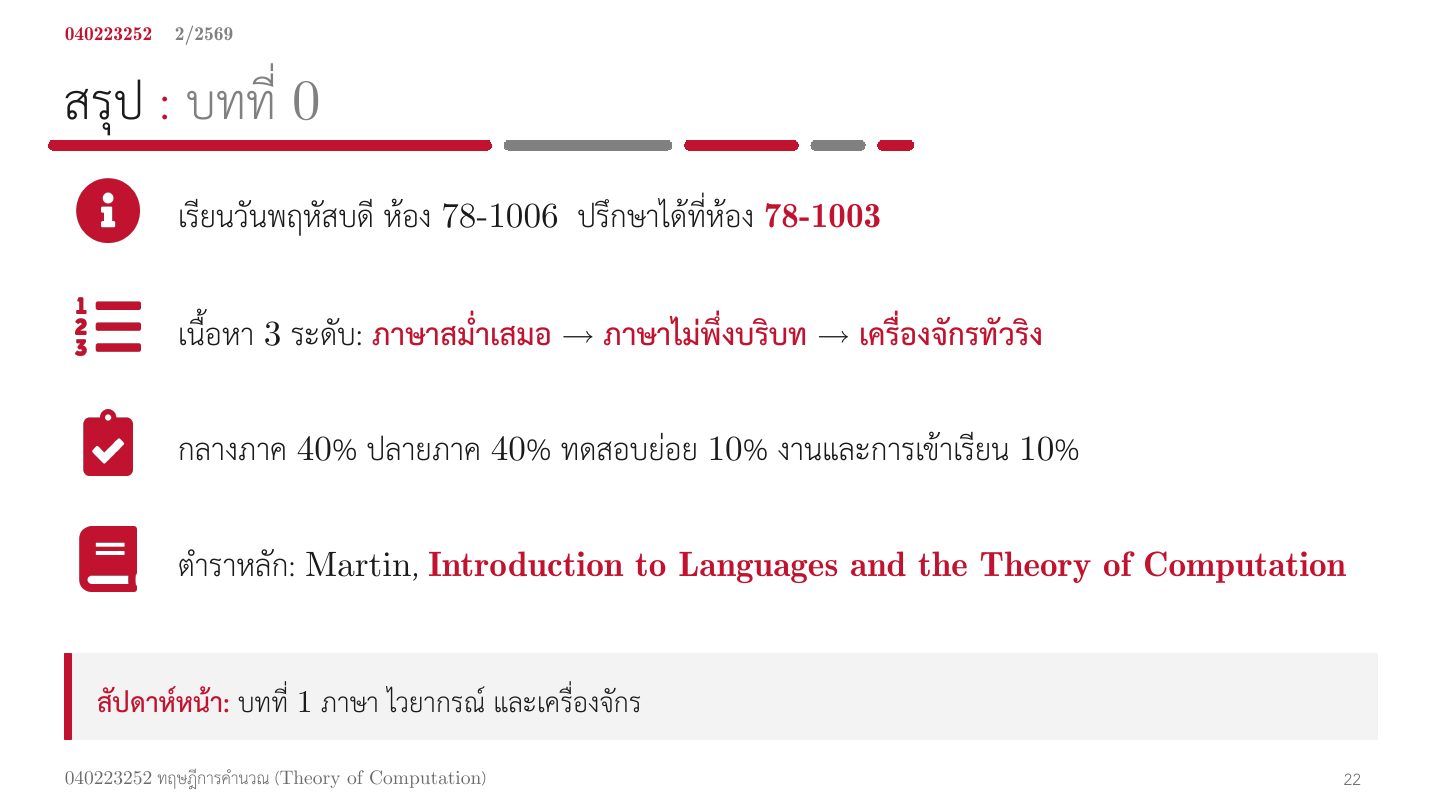 040223252 2/2569
สรุป : บทที่ 0
เรียนวันพฤหัสบดี ห้อง 78-1006 ปรึกษาได้ที่ห้อง 78-1003
1
2
3
เนื้อหา 3 ระดับ: ภาษาสม่ำเสมอ → ภาษาไม่พึ่งบริบท → เครื่องจักรทัวริง
กลางภาค 40% ปลายภาค 40% ทดสอบย่อย 10% งานและการเข้าเรียน 10%
ตำราหลัก: Martin, Introduction to Languages and the Theory of Computation
สัปดาห์หน้า: บทที่ 1 ภาษา ไวยากรณ์ และเครื่องจักร
040223252 ทฤษฎีการคำนวณ (Theory of Computation)
22